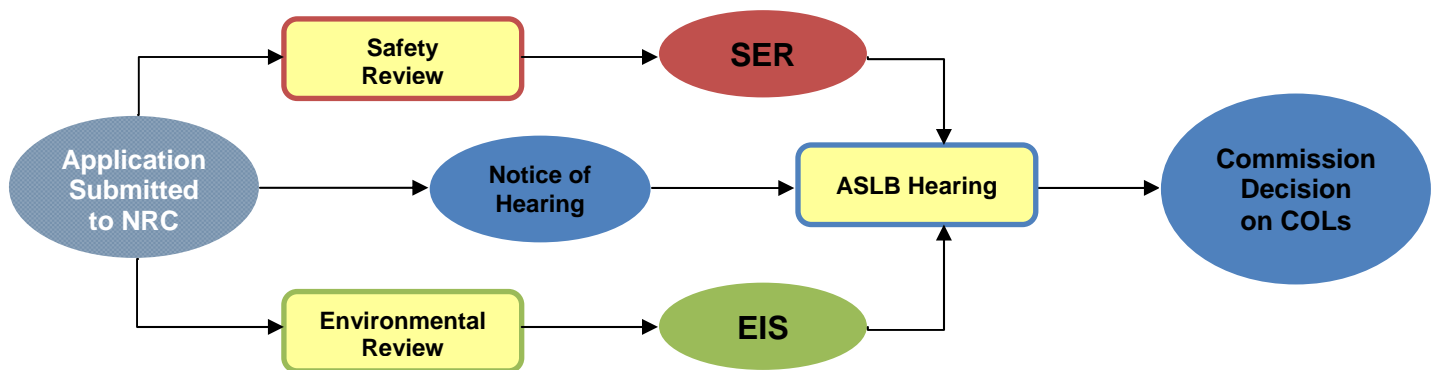 Safety
Review
SER
Application
Submitted
to NRC
Notice of
Hearing
ASLB Hearing
Commission
Decision
on COLs
Environmental
Review
EIS